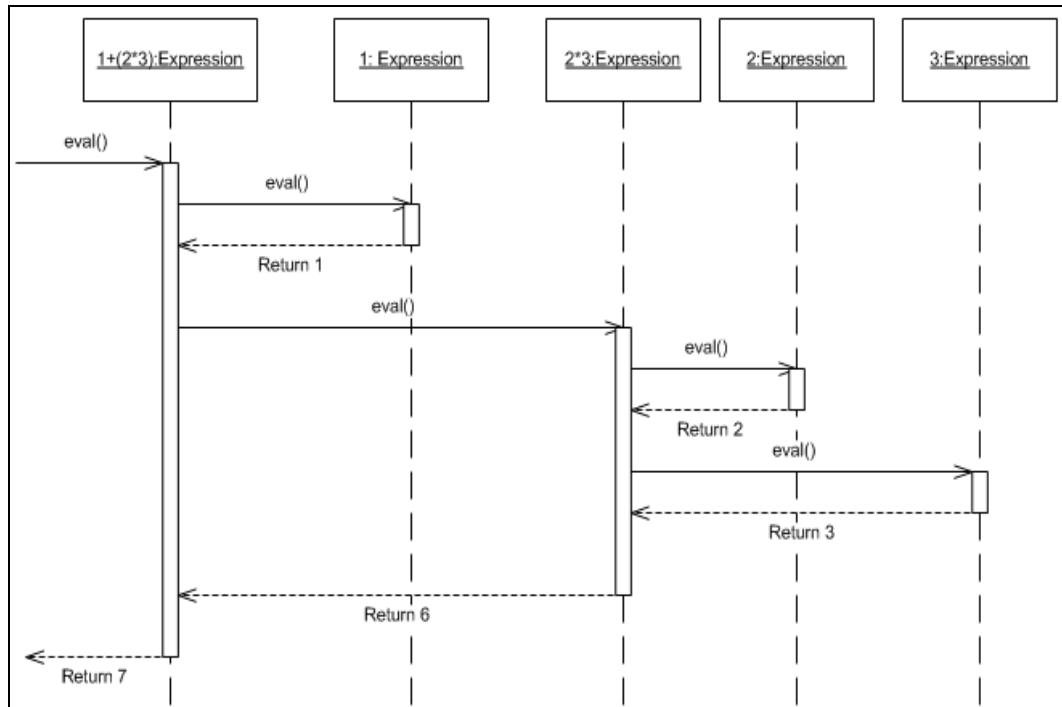 1+(2*3):Expression
1: Expression
2*3:Expression
2:Expression
3:Expression
eval()
eval()
Return 1
eval()
eval()
Return 2
eval()
Return 3
Return 6
Return 7